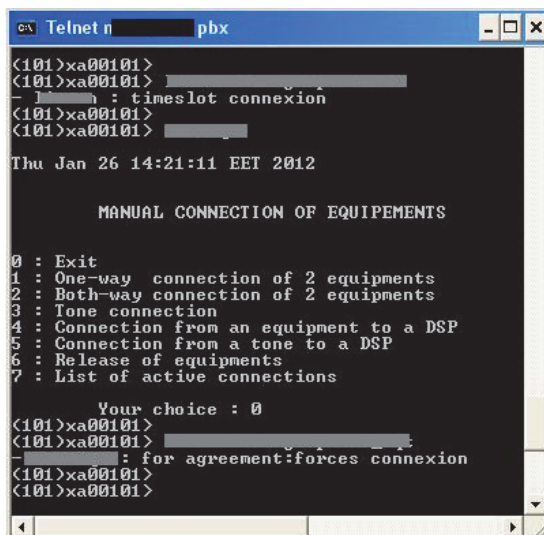 Telnet n pbx
(101)xa00101>
(101)xa00101>
- : timeslot connexion
(101)xa00101>
(101)xa00101>
Thu Jan 26 14:21:11 EET 2012
MANUAL CONNECTION OF EQUIPEMENTS
0 : Exit
1 : One-way connection of 2 equipments
2 : Both-way connection of 2 equipments
3 : Tone connection
4 : Connection from an equipment to a DSP
5 : Connection from a tone to a DSP
6 : Release of equipments
7 : List of active connections
Your choice : 0
(101)xa00101>
(101)xa00101>
- : for agreement:forces connexion
(101)xa00101>
(101)xa00101>